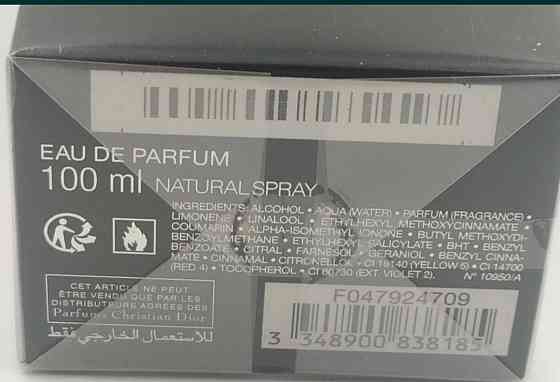 EAU DE PARFUM
100 ml NATURAL SPRAY
INGREDIENTS: ALCOHOL • AQUA (WATER) • PARFUM (FRAGRANCE) •
LIMONENE • LINALOOL • ETHYLHEXYL METHOXYCINNAMATE •
COUMARIN • ALPHA-ISOMETHYL IONONE • BUTYL METHOXYDI-
BENZOYLMETHANE • ETHYLHEXYL SALICYLATE • BHT • BENZYL
BENZOATE • CITRAL • FARNESOL • GERANIOL • BENZYL CINNA-
MATE • CINNAMAL • CITRONELLOL • CI 19140 (YELLOW 5) • CI 14700
(RED 4) • TOCOPHEROL • CI 60730 (EXT. VIOLET 2). N° 10950/A
CET ARTICLE NE PEUT
ÊTRE VENDU QUE PAR LES
DISTRIBUTEURS AGRÉÉS DES
Parfums Christian Dior
للاستعمال الخارجي فقط
F047924709
3 348900 838185